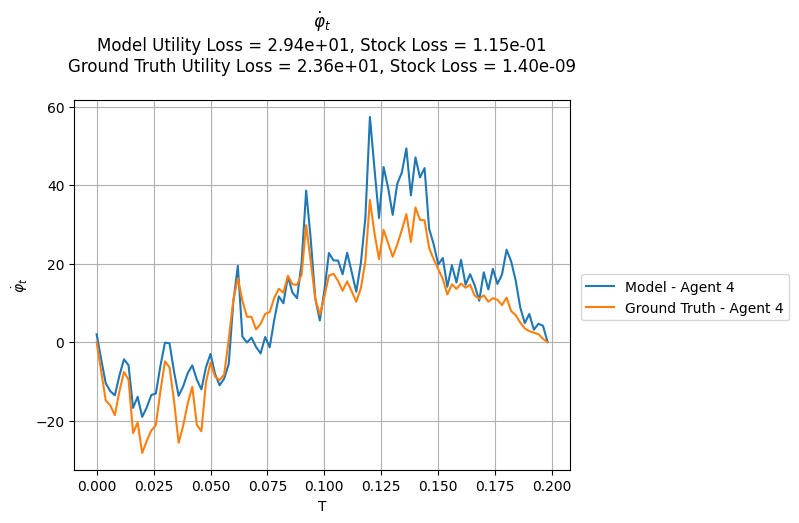 φ̇ₜ
Model Utility Loss = 2.94e+01, Stock Loss = 1.15e-01
Ground Truth Utility Loss = 2.36e+01, Stock Loss = 1.40e-09
60
40
20
0
−20
φ̇ₜ
0.000 0.025 0.050 0.075 0.100 0.125 0.150 0.175 0.200
T
Model - Agent 4
Ground Truth - Agent 4